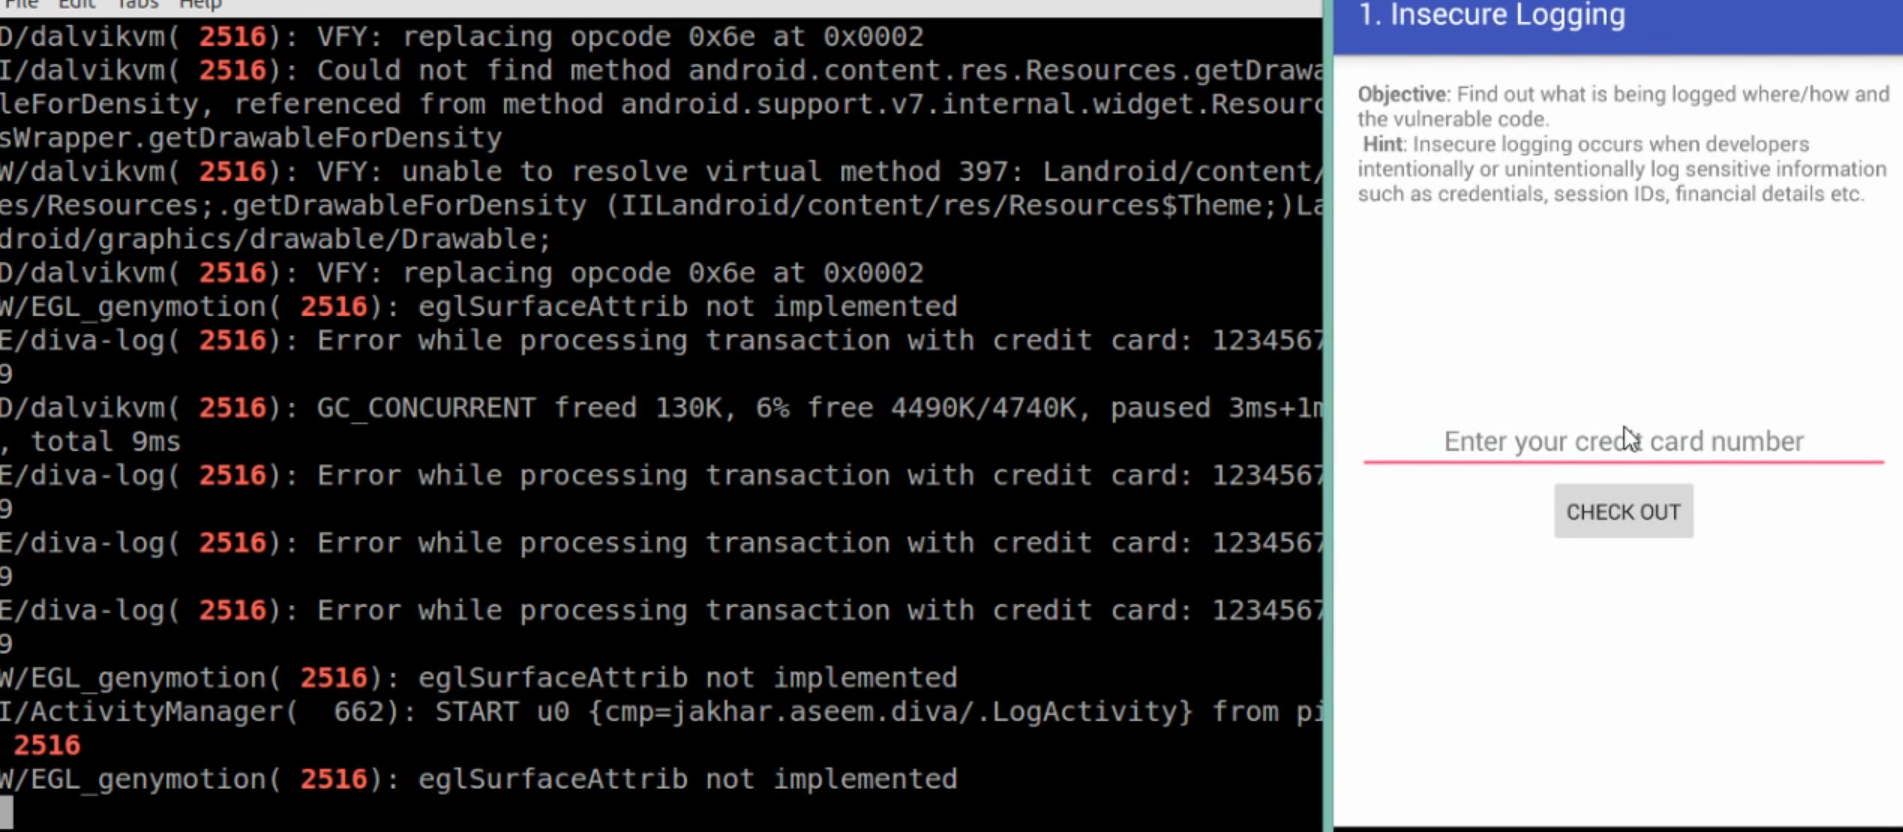 File Edit Tabs Help
D/dalvikvm( 2516): VFY: replacing opcode 0x6e at 0x0002
I/dalvikvm( 2516): Could not find method android.content.res.Resources.getDrawa
leForDensity, referenced from method android.support.v7.internal.widget.Resourc
sWrapper.getDrawableForDensity
W/dalvikvm( 2516): VFY: unable to resolve virtual method 397: Landroid/content/
es/Resources;.getDrawableForDensity (IILandroid/content/res/Resources$Theme;)La
droid/graphics/drawable/Drawable;
D/dalvikvm( 2516): VFY: replacing opcode 0x6e at 0x0002
W/EGL_genymotion( 2516): eglSurfaceAttrib not implemented
E/diva-log( 2516): Error while processing transaction with credit card: 1234567
9
D/dalvikvm( 2516): GC_CONCURRENT freed 130K, 6% free 4490K/4740K, paused 3ms+1m
, total 9ms
E/diva-log( 2516): Error while processing transaction with credit card: 1234567
9
E/diva-log( 2516): Error while processing transaction with credit card: 1234567
9
E/diva-log( 2516): Error while processing transaction with credit card: 1234567
9
W/EGL_genymotion( 2516): eglSurfaceAttrib not implemented
I/ActivityManager( 662): START u0 {cmp=jakhar.aseem.diva/.LogActivity} from pi
2516
W/EGL_genymotion( 2516): eglSurfaceAttrib not implemented
1. Insecure Logging
Objective: Find out what is being logged where/how and
the vulnerable code.
Hint: Insecure logging occurs when developers
intentionally or unintentionally log sensitive information
such as credentials, session IDs, financial details etc.
Enter your credit card number
CHECK OUT